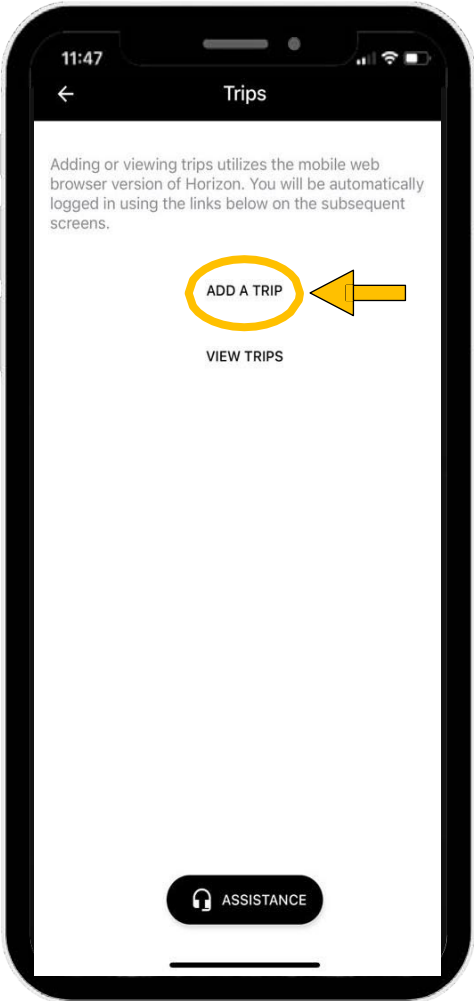 11:47
Trips
Adding or viewing trips utilizes the mobile web
browser version of Horizon. You will be automatically
logged in using the links below on the subsequent
screens.
ADD A TRIP
VIEW TRIPS
ASSISTANCE